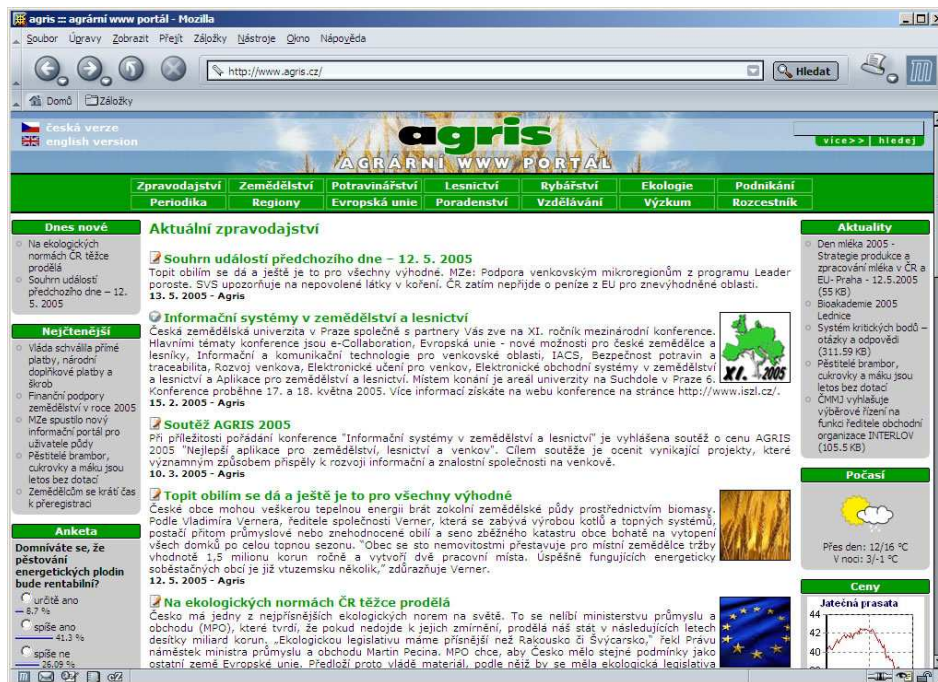 agris ::: agrární www portál - Mozilla
Soubor Úpravy Zobrazit Přejít Záložky Nástroje Okno Nápověda
http://www.agris.cz/
Hledat
Domů Záložky
česká verze
english version
agris
AGRÁRNÍ WWW PORTÁL
více>> | hledej
Zpravodajství Zemědělství Potravinářství Lesnictví Rybářství Ekologie Podnikání
Periodika Regiony Evropská unie Poradenství Vzdělávání Výzkum Rozcestník
Dnes nové
Na ekologických
normách ČR těžce
prodělá
Souhrn událostí
předchozího dne – 12.
5. 2005
Nejčtenější
Vláda schválila přímé
platby, národní
doplňkové platby a
škrob
Finanční podpory
zemědělství v roce 2005
MZe spustilo nový
informační portál pro
uživatele půdy
Pěstitelé brambor,
cukrovky a máku jsou
letos bez dotací
Zemědělcům se krátí čas
k přeregistraci
Anketa
Domníváte se, že
pěstování
energetických plodin
bude rentabilní?
určitě ano
8.7 %
spíše ano
41.3 %
spíše ne
26.09 %
Aktuální zpravodajství
Souhrn událostí předchozího dne – 12. 5. 2005
Topit obilím se dá a ještě je to pro všechny výhodné. MZe: Podpora venkovským mikroregionům z programu Leader
poroste. SVS upozorňuje na nepovolené látky v koření. ČR zatím nepřijde o peníze z EU pro znevýhodněné oblasti.
13. 5. 2005 - Agris
Informační systémy v zemědělství a lesnictví
Česká zemědělská univerzita v Praze společně s partnery Vás zve na XI. ročník mezinárodní konference.
Hlavními tématy konference jsou e-Collaboration, Evropská unie - nové možnosti pro české zemědělce a
lesníky, Informační a komunikační technologie pro venkovské oblasti, IACS, Bezpečnost potravin a
traceabilita, Rozvoj venkova, Elektronické učení pro venkov, Elektronické obchodní systémy v zemědělství
a lesnictví a Aplikace pro zemědělství a lesnictví. Místem konání je areál univerzity na Suchdole v Praze 6.
Konference proběhne 17. a 18. května 2005. Více informací získáte na webu konference na stránce http://www.iszl.cz/.
15. 2. 2005 - Agris
XI. 2005
Soutěž AGRIS 2005
Při příležitosti pořádání konference "Informační systémy v zemědělství a lesnictví" je vyhlášena soutěž o cenu AGRIS
2005 "Nejlepší aplikace pro zemědělství, lesnictví a venkov". Cílem soutěže je ocenit vynikající projekty, které
významným způsobem přispěly k rozvoji informační a znalostní společnosti na venkově.
10. 3. 2005 - Agris
Topit obilím se dá a ještě je to pro všechny výhodné
České obce mohou veškerou tepelnou energii brát zokolní zemědělské půdy prostřednictvím biomasy.
Podle Vladimíra Vernera, ředitele společnosti Verner, která se zabývá výrobou kotlů a topných systémů,
postačí přitom průmyslové nebo znehodnocené obilí a seno zběžného katastru obce bohatě na vytopení
všech domků po celou topnou sezonu. "Obec se sto nemovitostmi přestavuje pro místní zemědělce tržby
vhodnotě 1,5 milionu korun ročně a vytvoří dvě pracovní místa. Úspěšně fungujících energeticky
soběstačných obcí je již vtuzemsku několik," zdůrazňuje Verner.
12. 5. 2005 - Agris
Na ekologických normách ČR těžce prodělá
Česko má jedny z nejpřísnějších ekologických norem na světě. To se nelíbí ministerstvu průmyslu a
obchodu (MPO), které tvrdí, že pokud nedojde k jejich zmírnění, prodělá náš stát v následujících letech
desítky miliard korun. „Ekologickou legislativu máme přísnější než Rakousko či Švýcarsko," řekl Právu
náměstek ministra průmyslu a obchodu Martin Pecina. MPO chce, aby Česko mělo stejné podmínky jako
ostatní země Evropské unie. Předloží proto vládě materiál, podle nějž by se měla ekologická legislativa
Aktuality
Den mléka 2005 -
Strategie produkce a
zpracování mléka v ČR a
EU- Praha - 12.5.2005
(55 KB)
Bioakademie 2005
Lednice
Systém kritických bodů –
otázky a odpovědi
(311.59 KB)
Pěstitelé brambor,
cukrovky a máku jsou
letos bez dotací
ČMMJ vyhlašuje
výběrové řízení na
funkci ředitele obchodní
organizace INTERLOV
(105.5 KB)
Počasí
Přes den: 12/16 °C
V noci: 3/-1 °C
Ceny
Jatečná prasata
44
42
40
38